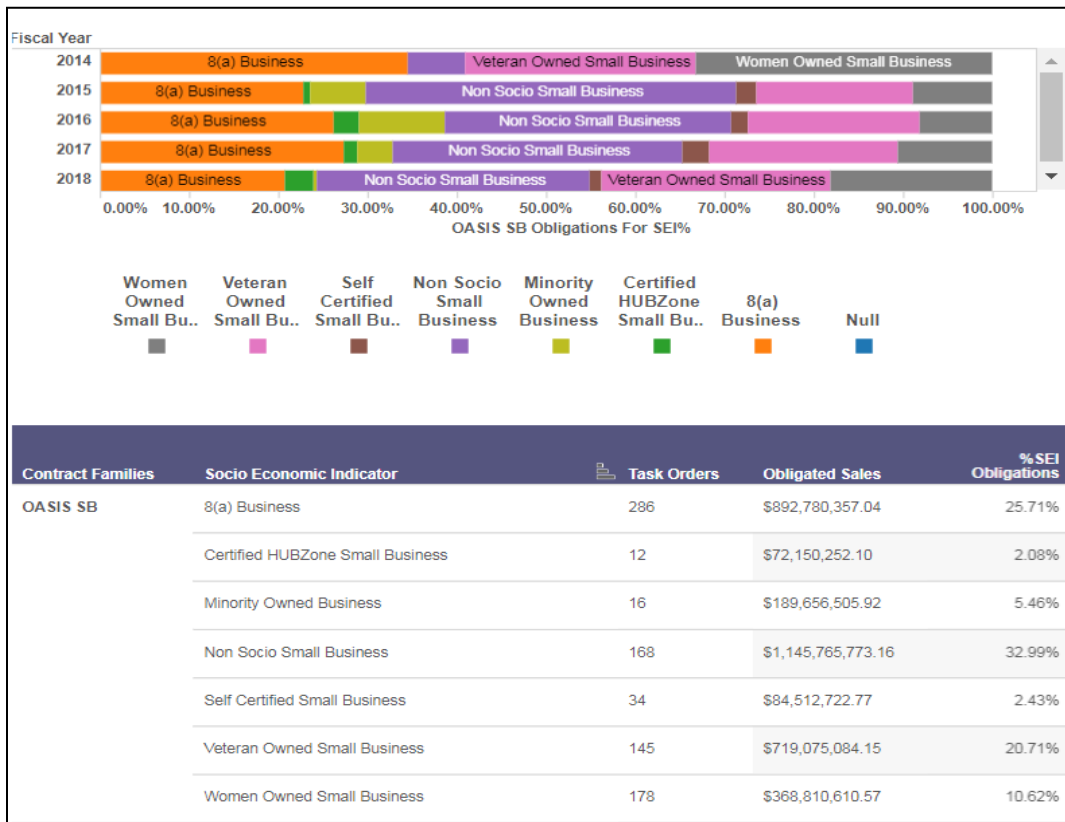 Fiscal Year
2014 8(a) Business Veteran Owned Small Business Women Owned Small Business
2015 8(a) Business Non Socio Small Business
2016 8(a) Business Non Socio Small Business
2017 8(a) Business Non Socio Small Business
2018 8(a) Business Non Socio Small Business Veteran Owned Small Business
0.00% 10.00% 20.00% 30.00% 40.00% 50.00% 60.00% 70.00% 80.00% 90.00% 100.00%
OASIS SB Obligations For SEI%
Women Veteran Self Non Socio Minority Certified
Owned Owned Certified Small Owned HUBZone 8(a)
Small Bu.. Small Bu.. Small Bu.. Business Business Small Bu.. Business Null
%SEI
Contract Families Socio Economic Indicator Task Orders Obligated Sales Obligations
OASIS SB 8(a) Business 286 $892,780,357.04 25.71%
Certified HUBZone Small Business 12 $72,150,252.10 2.08%
Minority Owned Business 16 $189,656,505.92 5.46%
Non Socio Small Business 168 $1,145,765,773.16 32.99%
Self Certified Small Business 34 $84,512,722.77 2.43%
Veteran Owned Small Business 145 $719,075,084.15 20.71%
Women Owned Small Business 178 $368,810,610.57 10.62%